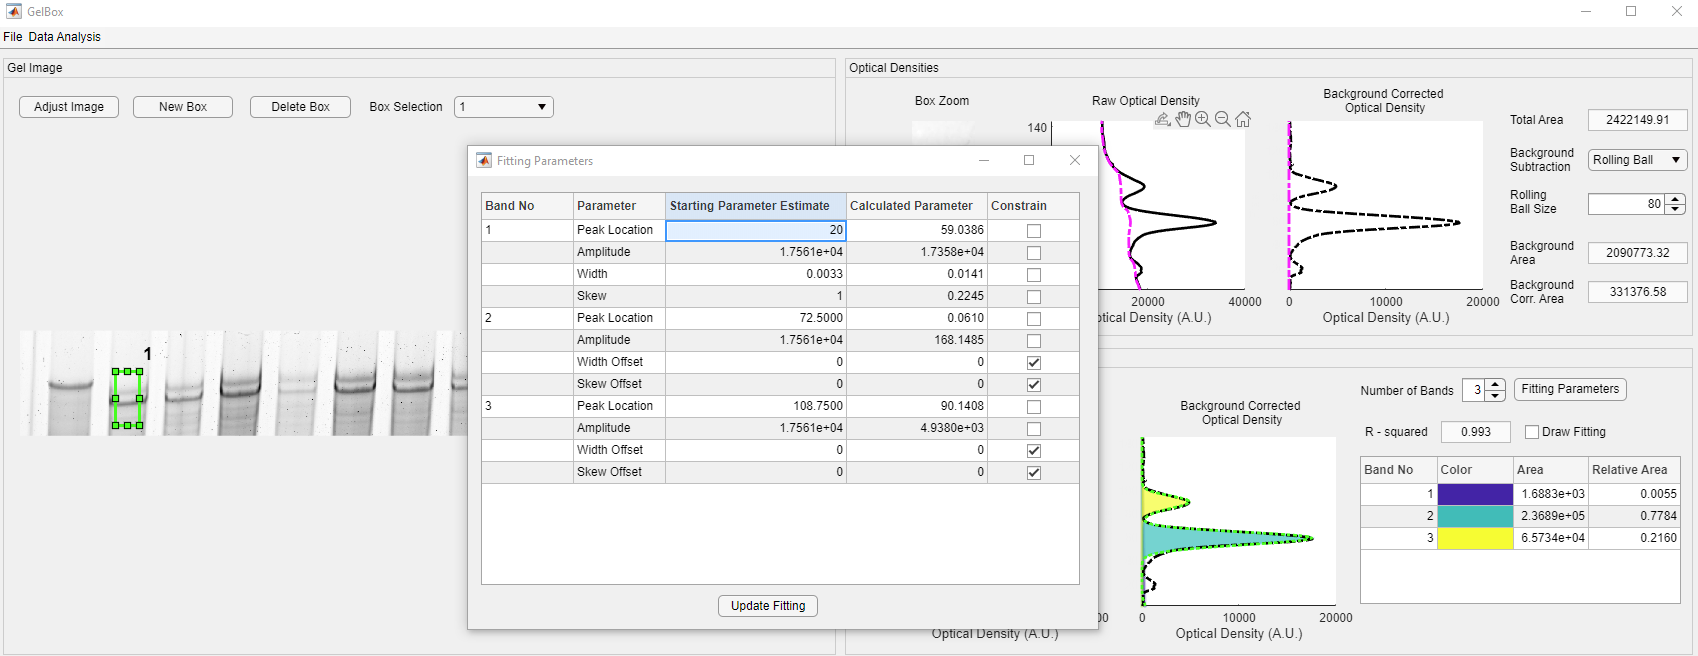 GelBox
File Data Analysis
Gel Image
Adjust Image New Box Delete Box Box Selection 1
1
Optical Densities
Box Zoom
Raw Optical Density
140
20000 40000
ptical Density (A.U.)
Background Corrected
Optical Density
0 10000 20000
Optical Density (A.U.)
Total Area 2422149.91
Background
Subtraction
Rolling Ball
Rolling
Ball Size
80
Background
Area
2090773.32
Background
Corr. Area
331376.58
Fitting Parameters
Band No Parameter Starting Parameter Estimate Calculated Parameter Constrain
1 Peak Location 20 59.0386
Amplitude 1.7561e+04 1.7358e+04
Width 0.0033 0.0141
Skew 1 0.2245
2 Peak Location 72.5000 0.0610
Amplitude 1.7561e+04 168.1485
Width Offset 0 0
Skew Offset 0 0
3 Peak Location 108.7500 90.1408
Amplitude 1.7561e+04 4.9380e+03
Width Offset 0 0
Skew Offset 0 0
Update Fitting
00
Optical Density (A.U.)
Background Corrected
Optical Density
0 10000 20000
Optical Density (A.U.)
Number of Bands 3 Fitting Parameters
R - squared 0.993 Draw Fitting
Band No Color Area Relative Area
1 1.6883e+03 0.0055
2 2.3689e+05 0.7784
3 6.5734e+04 0.2160